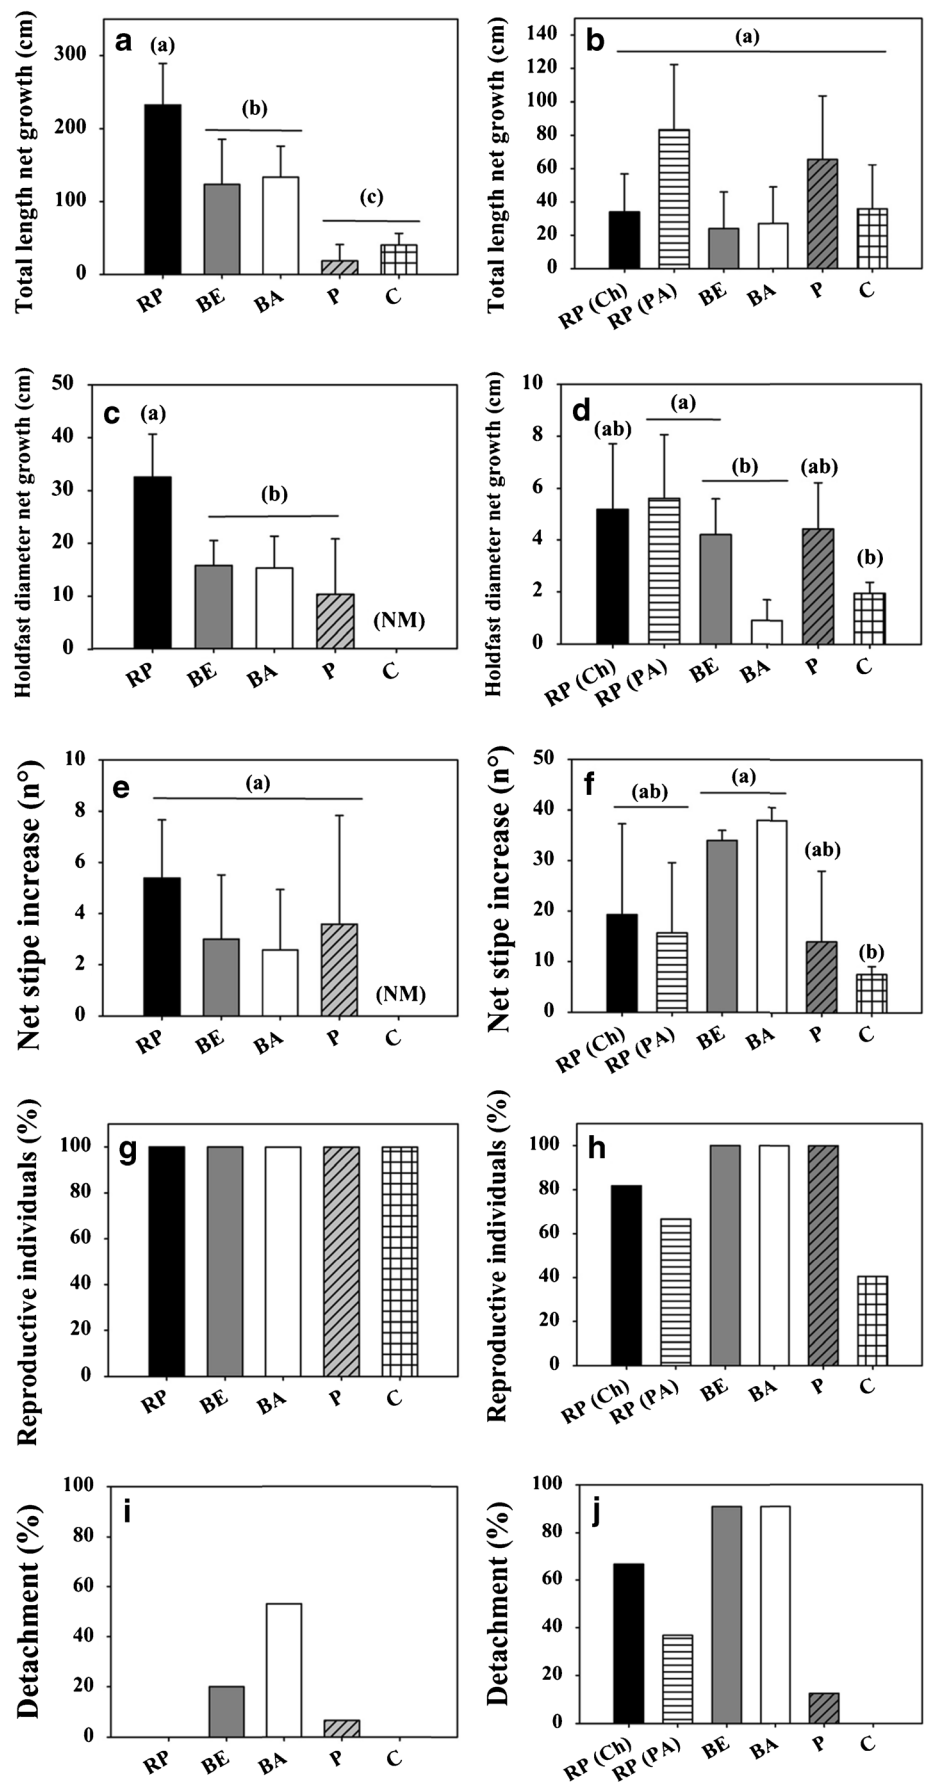 a
(a)
(b)
(c)
300
200
100
0
Total length net growth (cm)
RP
BE
BA
P
C
b
(a)
140
120
100
80
60
40
20
0
Total length net growth (cm)
RP (Ch)
RP (PA)
BE
BA
P
C
c
(a)
(b)
(NM)
50
40
30
20
10
0
Holdfast diameter net growth (cm)
RP
BE
BA
P
C
d
(ab)
(a)
(b)
(ab)
(b)
10
8
6
4
2
0
Holdfast diameter net growth (cm)
RP (Ch)
RP (PA)
BE
BA
P
C
e
(a)
(NM)
10
8
6
4
2
0
Net stipe increase (n°)
RP
BE
BA
P
C
f
(ab)
(a)
(ab)
(b)
50
40
30
20
10
0
Net stipe increase (n°)
RP (Ch)
RP (PA)
BE
BA
P
C
g
100
80
60
40
20
0
Reproductive individuals (%)
RP
BE
BA
P
C
h
100
80
60
40
20
0
Reproductive individuals (%)
RP (Ch)
RP (PA)
BE
BA
P
C
i
100
80
60
40
20
0
Detachment (%)
RP
BE
BA
P
C
j
100
80
60
40
20
0
Detachment (%)
RP (Ch)
RP (PA)
BE
BA
P
C